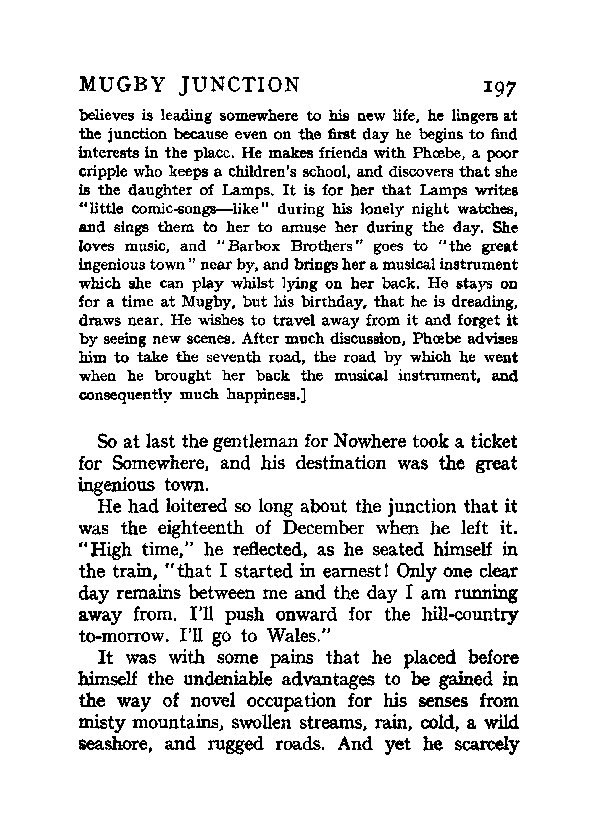 MUGBY JUNCTION 197
believes is leading somewhere to his new life, he lingers at
the junction because even on the first day he begins to find
interests in the place. He makes friends with Phœbe, a poor
cripple who keeps a children's school, and discovers that she
is the daughter of Lamps. It is for her that Lamps writes
"little comic-songs—like" during his lonely night watches,
and sings them to her to amuse her during the day. She
loves music, and "Barbox Brothers" goes to "the great
ingenious town" near by, and brings her a musical instrument
which she can play whilst lying on her back. He stays on
for a time at Mugby, but his birthday, that he is dreading,
draws near. He wishes to travel away from it and forget it
by seeing new scenes. After much discussion, Phœbe advises
him to take the seventh road, the road by which he went
when he brought her back the musical instrument, and
consequently much happiness.]
So at last the gentleman for Nowhere took a ticket
for Somewhere, and his destination was the great
ingenious town.
He had loitered so long about the junction that it
was the eighteenth of December when he left it.
"High time," he reflected, as he seated himself in
the train, "that I started in earnest! Only one clear
day remains between me and the day I am running
away from. I'll push onward for the hill-country
to-morrow. I'll go to Wales."
It was with some pains that he placed before
himself the undeniable advantages to be gained in
the way of novel occupation for his senses from
misty mountains, swollen streams, rain, cold, a wild
seashore, and rugged roads. And yet he scarcely